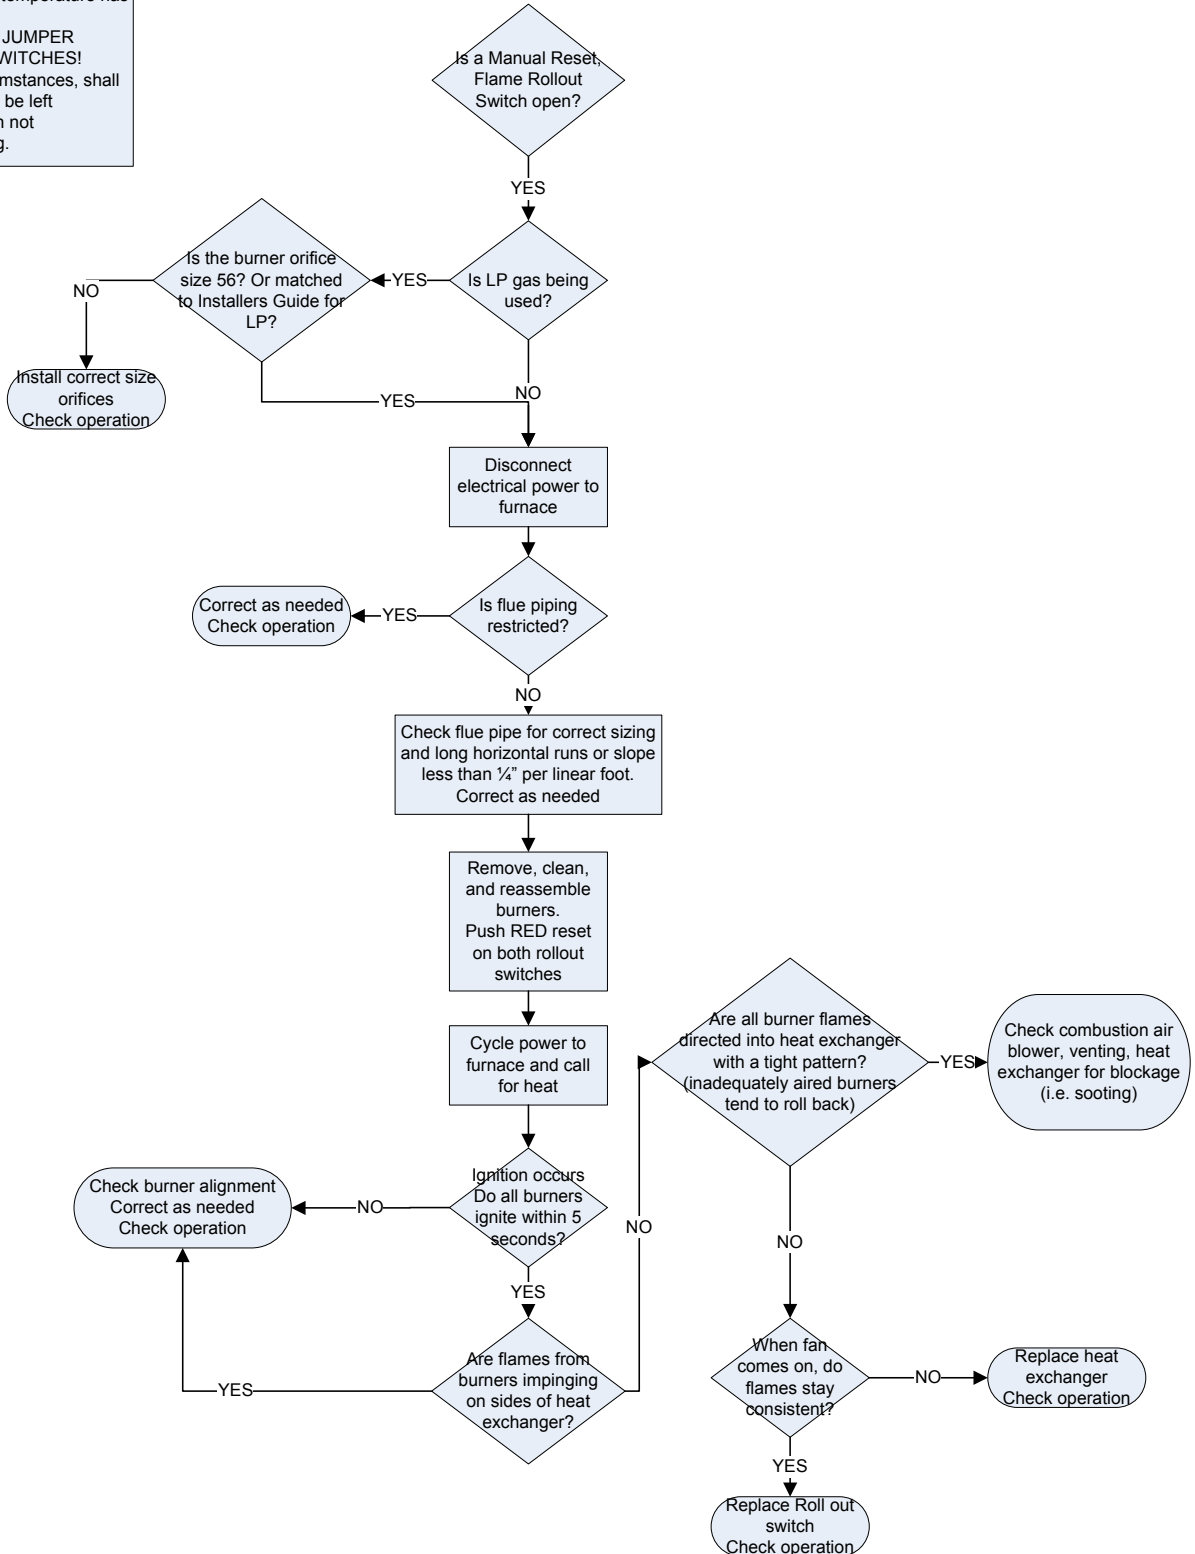 JUMPER
be left
not
Is a Manual Reset,
Flame Rollout
Switch open?
YES
Is LP gas being
used?
YES
Is the burner orifice
size 56? Or matched
to Installers Guide for
LP?
NO
Install correct size
orifices
Check operation
YES
NO
Disconnect
electrical power to
furnace
Is flue piping
restricted?
YES
Correct as needed
Check operation
NO
Check flue pipe for correct sizing
and long horizontal runs or slope
less than ¼” per linear foot.
Correct as needed
Remove, clean,
and reassemble
burners.
Push RED reset
on both rollout
switches
Cycle power to
furnace and call
for heat
Ignition occurs
Do all burners
ignite within 5
seconds?
NO
Check burner alignment
Correct as needed
Check operation
YES
Are flames from
burners impinging
on sides of heat
exchanger?
YES
NO
Are all burner flames
directed into heat exchanger
with a tight pattern?
(inadequately aired burners
tend to roll back)
YES
Check combustion air
blower, venting, heat
exchanger for blockage
(i.e. sooting)
NO
When fan
comes on, do
flames stay
consistent?
NO
Replace heat
exchanger
Check operation
YES
Replace Roll out
switch
Check operation